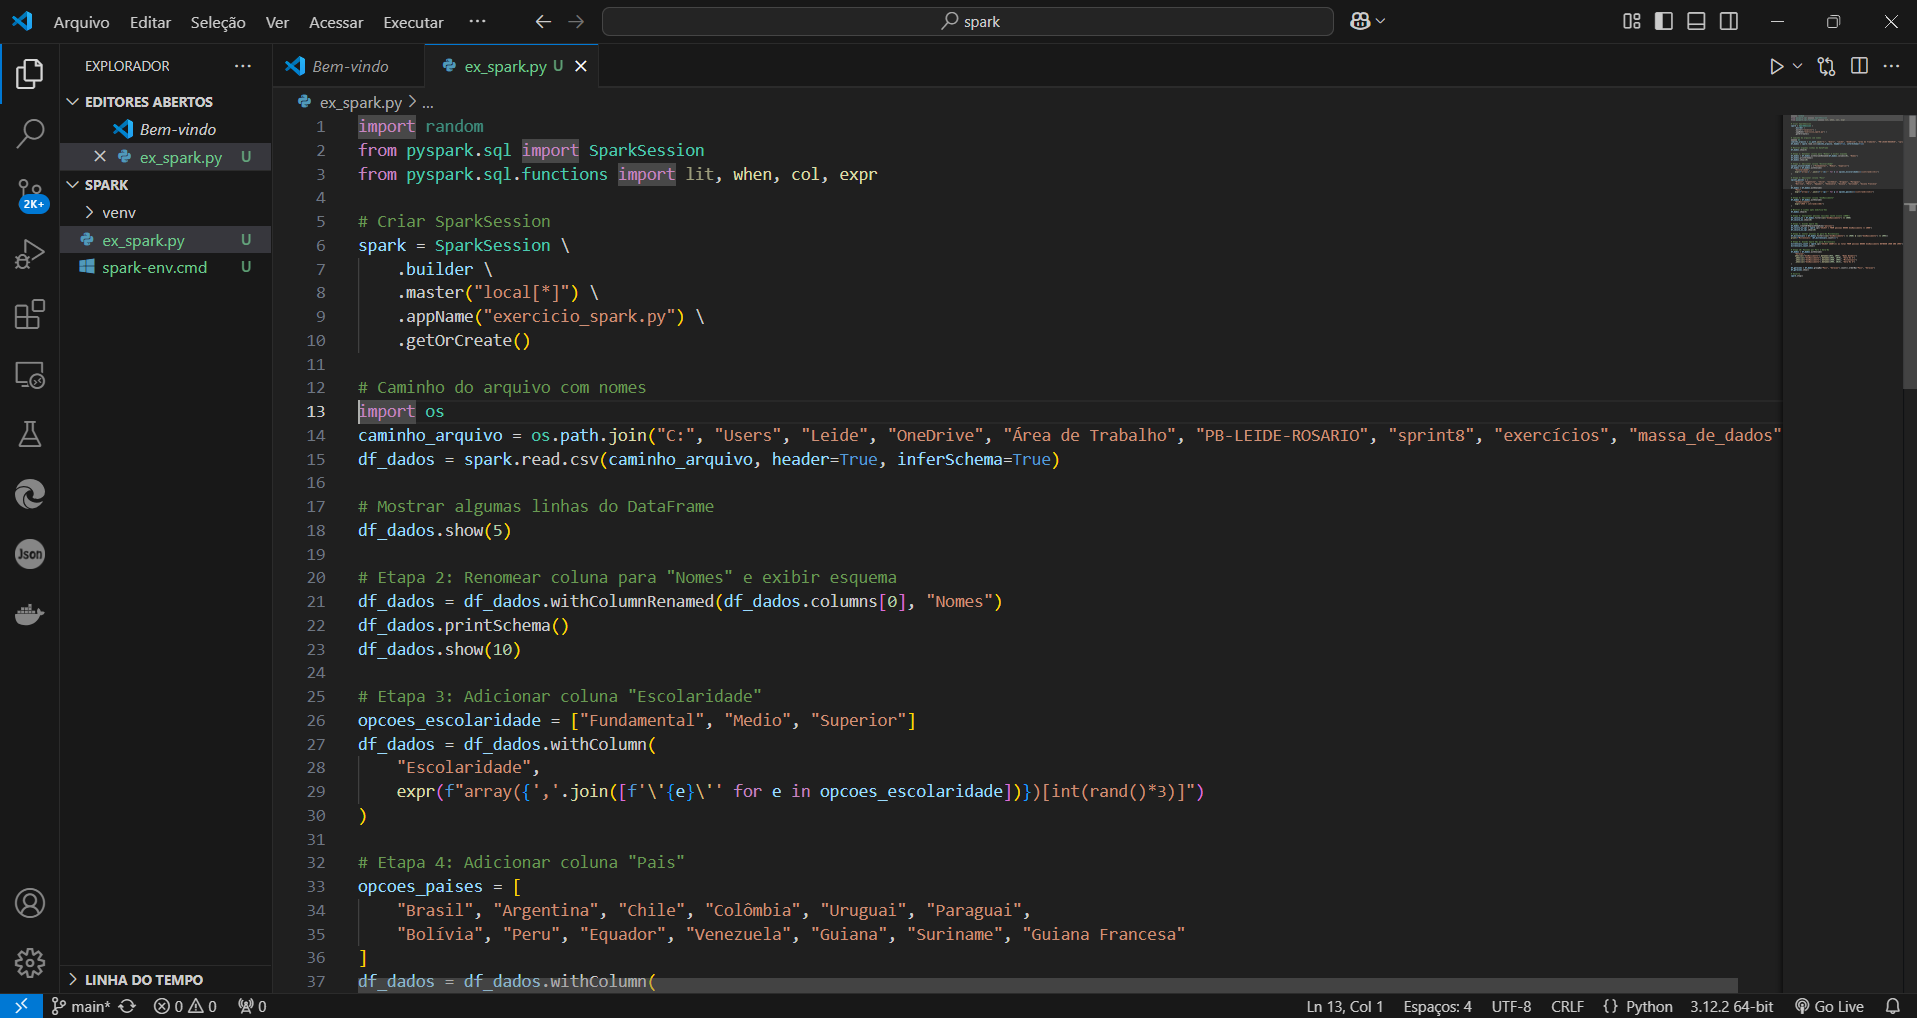 Arquivo Editar Seleção Ver Acessar Executar ··· spark
EXPLORADOR ···
EDITORES ABERTOS
Bem-vindo
ex_spark.py U
SPARK
venv
ex_spark.py U
spark-env.cmd U
LINHA DO TEMPO
2K+
Json
Bem-vindo ex_spark.py U
ex_spark.py > ...
1 import random
2 from pyspark.sql import SparkSession
3 from pyspark.sql.functions import lit, when, col, expr
4
5 # Criar SparkSession
6 spark = SparkSession \
7 .builder \
8 .master("local[*]") \
9 .appName("exercicio_spark.py") \
10 .getOrCreate()
11
12 # Caminho do arquivo com nomes
13 import os
14 caminho_arquivo = os.path.join("C:", "Users", "Leide", "OneDrive", "Área de Trabalho", "PB-LEIDE-ROSARIO", "sprint8", "exercícios", "massa_de_dados"
15 df_dados = spark.read.csv(caminho_arquivo, header=True, inferSchema=True)
16
17 # Mostrar algumas linhas do DataFrame
18 df_dados.show(5)
19
20 # Etapa 2: Renomear coluna para "Nomes" e exibir esquema
21 df_dados = df_dados.withColumnRenamed(df_dados.columns[0], "Nomes")
22 df_dados.printSchema()
23 df_dados.show(10)
24
25 # Etapa 3: Adicionar coluna "Escolaridade"
26 opcoes_escolaridade = ["Fundamental", "Medio", "Superior"]
27 df_dados = df_dados.withColumn(
28 "Escolaridade",
29 expr(f"array({','.join([f'\'{e}\'' for e in opcoes_escolaridade])})[int(rand()*3)]")
30 )
31
32 # Etapa 4: Adicionar coluna "Pais"
33 opcoes_paises = [
34 "Brasil", "Argentina", "Chile", "Colômbia", "Uruguai", "Paraguai",
35 "Bolívia", "Peru", "Equador", "Venezuela", "Guiana", "Suriname", "Guiana Francesa"
36 ]
37 df_dados = df_dados.withColumn(
main* 0 0 0 Ln 13, Col 1 Espaços: 4 UTF-8 CRLF {} Python 3.12.2 64-bit Go Live